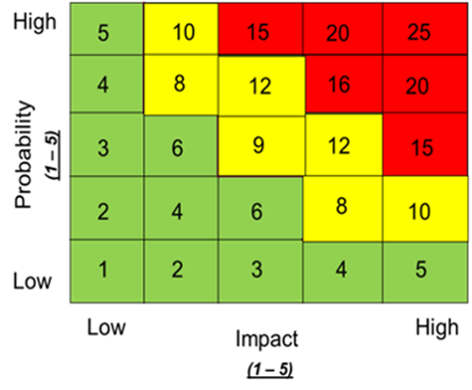 High
5 10 15 20 25
4 8 12 16 20
Probability
(1 – 5)
3 6 9 12 15
2 4 6 8 10
Low
1 2 3 4 5
Low
Impact
High
(1 – 5)